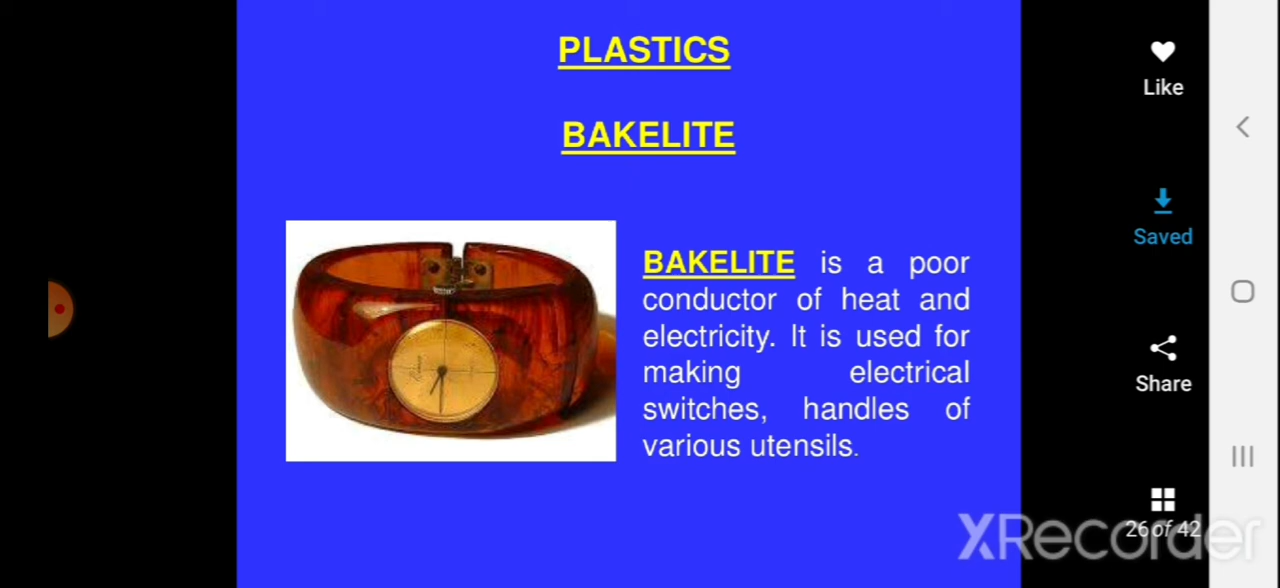 PLASTICS
BAKELITE
BAKELITE is a poor
conductor of heat and
electricity. It is used for
making electrical
switches, handles of
various utensils.
Like
Saved
Share
26 of 42
XRecorder